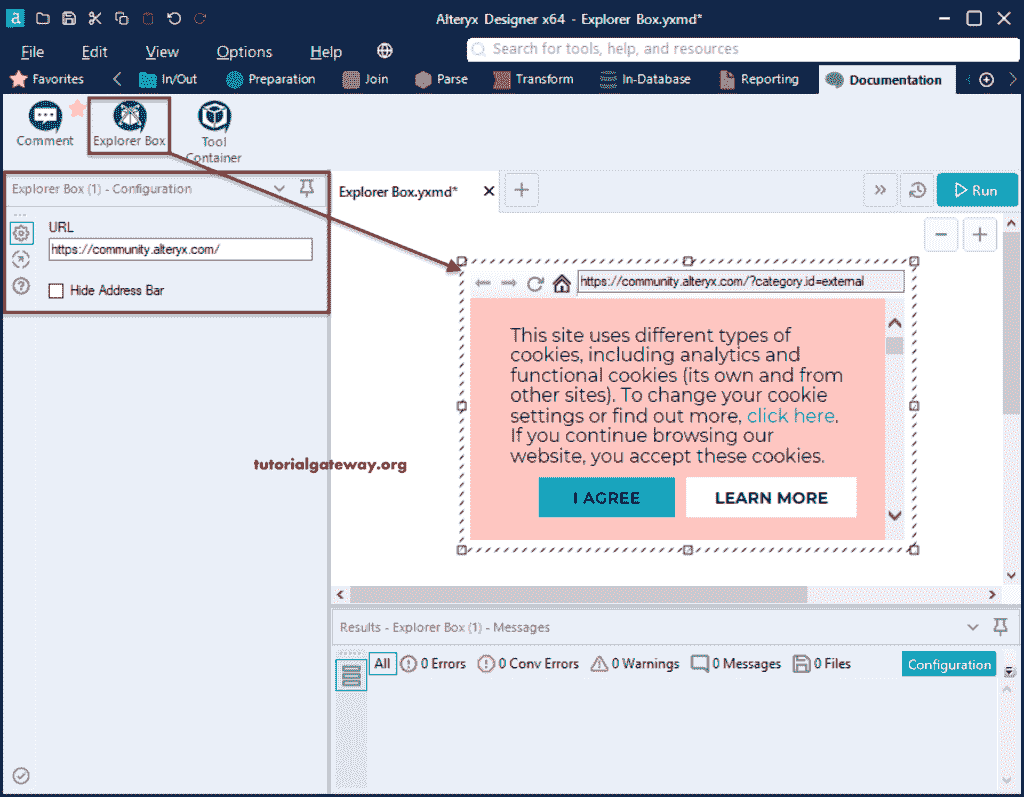 a
Alteryx Designer x64 - Explorer Box.yxmd*
File Edit View Options Help
Search for tools, help, and resources
Favorites In/Out Preparation Join Parse Transform In-Database Reporting Documentation
Comment Explorer Box Tool
Container
Explorer Box (1) - Configuration
URL
https://community.alteryx.com/
Hide Address Bar
Explorer Box.yxmd*
Run
https://community.alteryx.com/?category.id=external
This site uses different types of
cookies, including analytics and
functional cookies (its own and from
other sites). To change your cookie
settings or find out more, click here.
If you continue browsing our
website, you accept these cookies.
I AGREE LEARN MORE
tutorialgateway.org
Results - Explorer Box (1) - Messages
All 0 Errors 0 Conv Errors 0 Warnings 0 Messages 0 Files Configuration